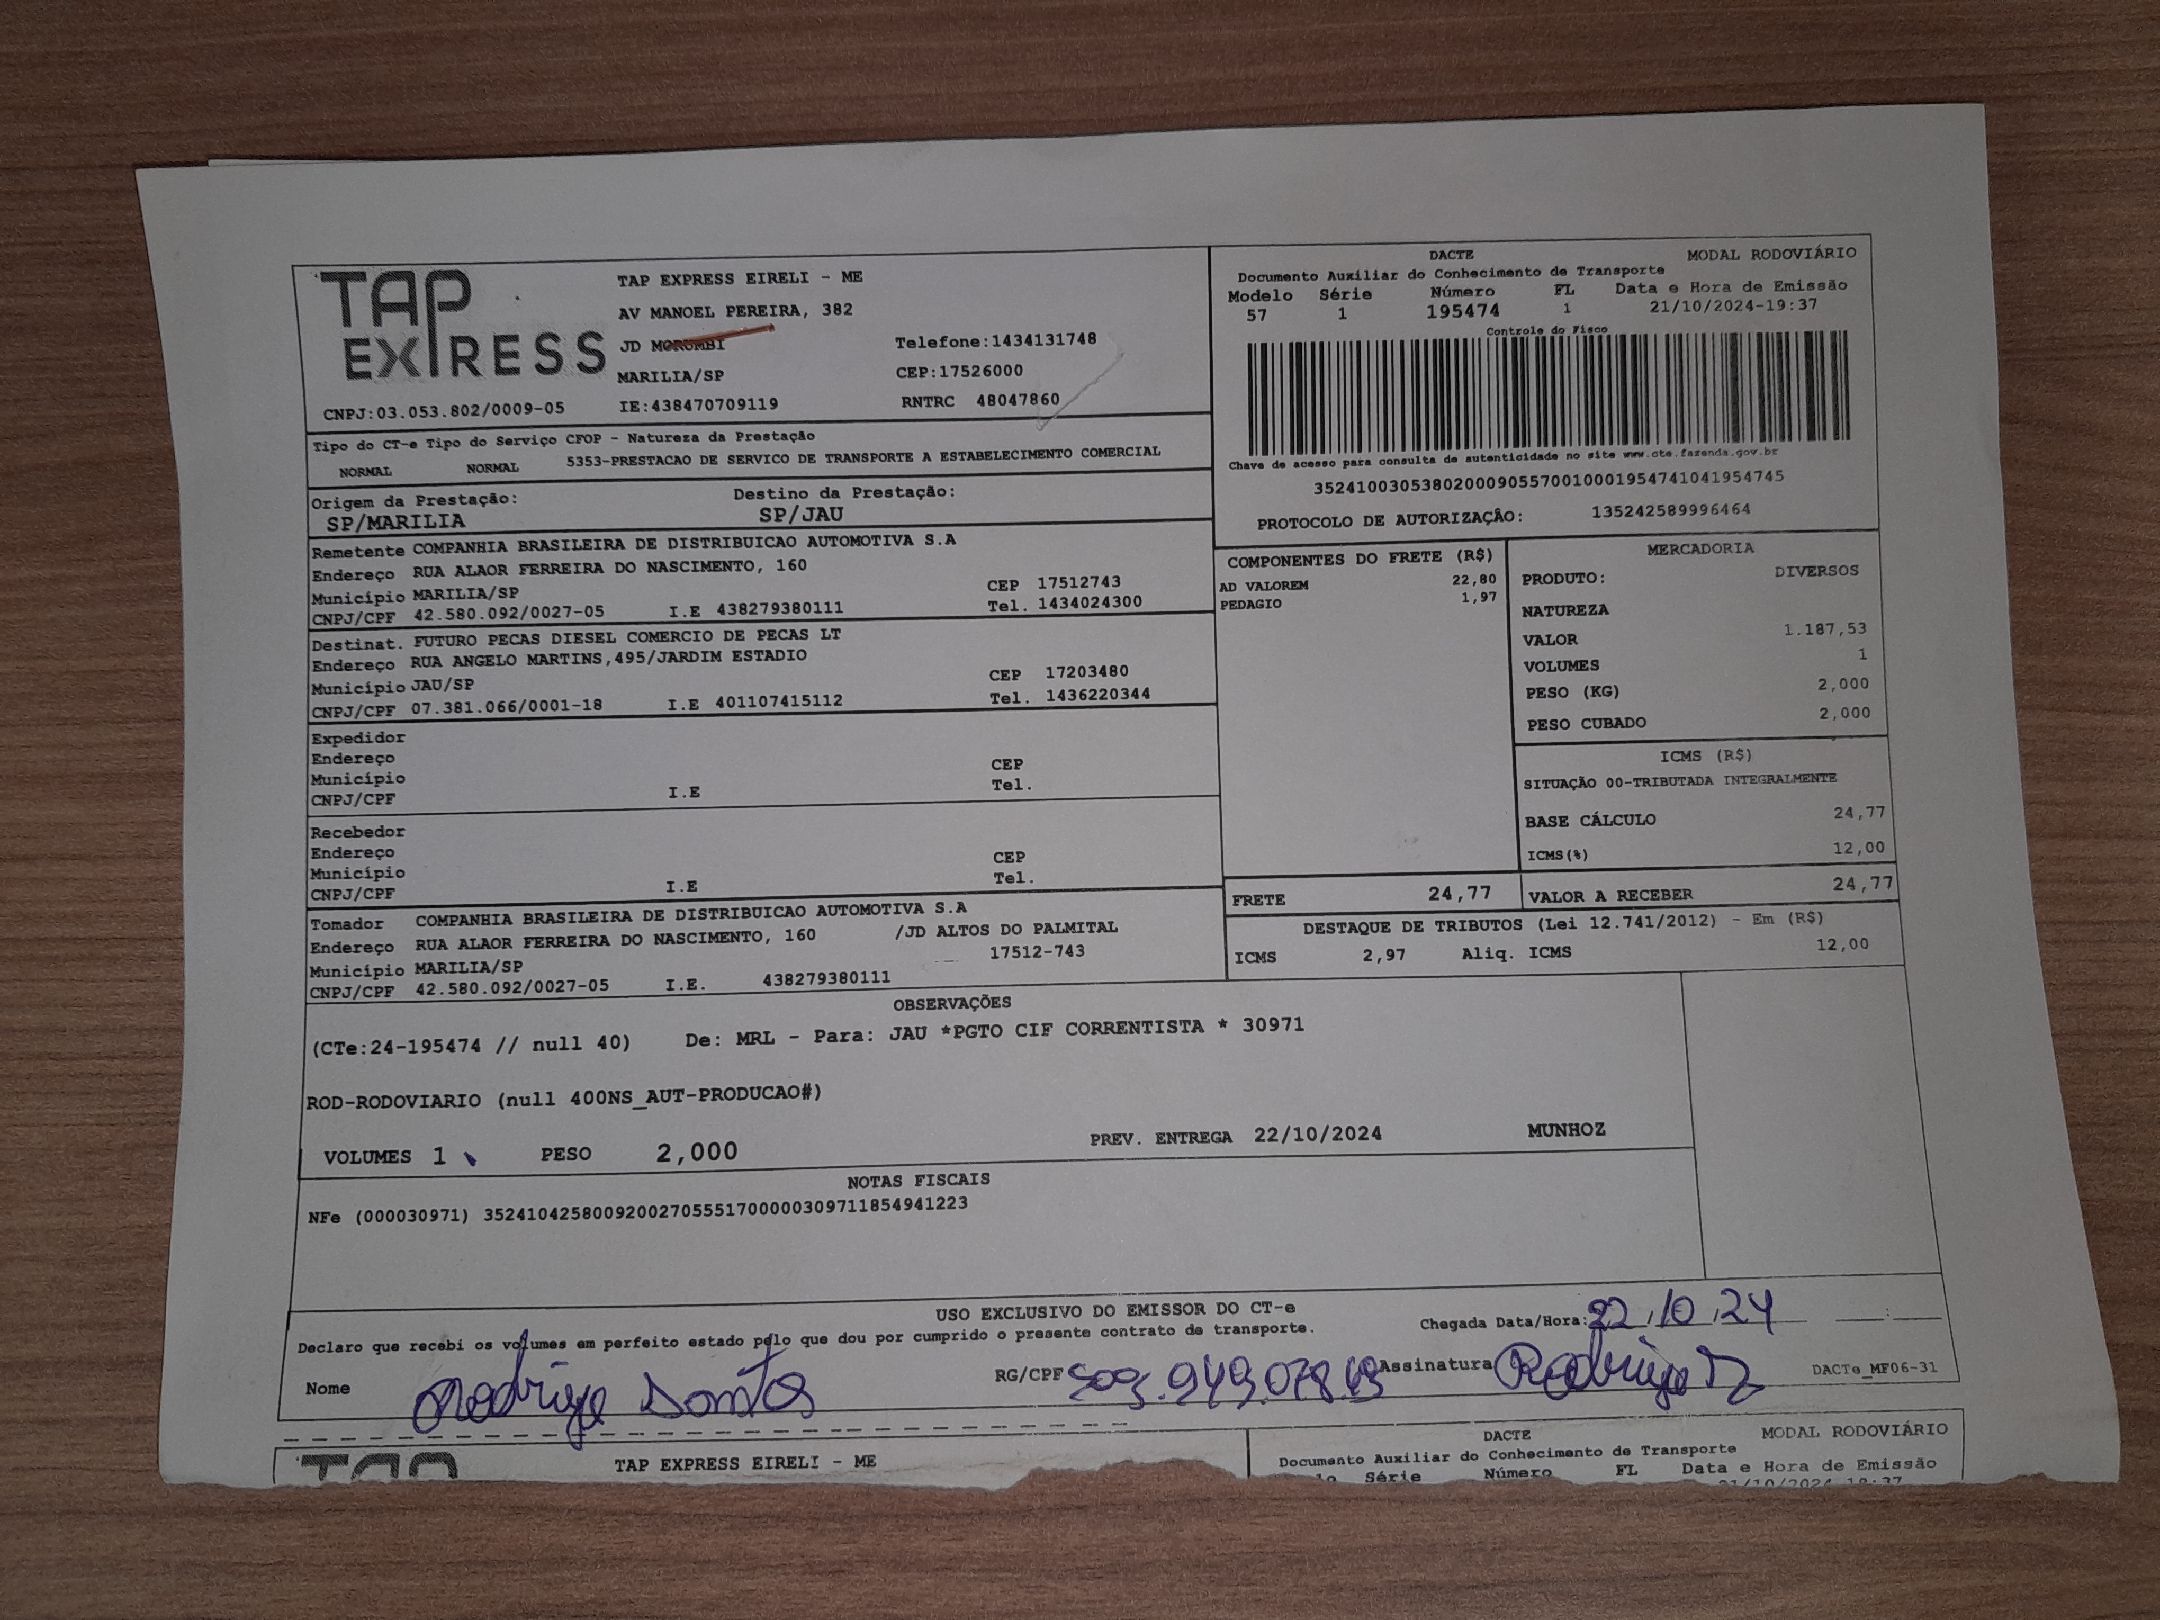 TAP EXPRESS
TAP EXPRESS EIRELI - ME
AV MANOEL PEREIRA, 382
JD MORUMBI Telefone:1434131748
MARILIA/SP CEP:17526000
CNPJ:03.053.802/0009-05 IE:438470709119 RNTRC 48047860
DACTE MODAL RODOVIÁRIO
Documento Auxiliar do Conhecimento de Transporte
Modelo Série Número FL Data e Hora de Emissão
57 1 195474 1 21/10/2024-19:37
Controle do Fisco
Chave de acesso para consulta de autenticidade no site www.cte.fazenda.gov.br
35241003053802000905570010001954741041954745
PROTOCOLO DE AUTORIZAÇÃO: 135242589996464
Tipo do CT-e Tipo do Serviço CFOP - Natureza da Prestação
NORMAL NORMAL 5353-PRESTACAO DE SERVICO DE TRANSPORTE A ESTABELECIMENTO COMERCIAL
Origem da Prestação: Destino da Prestação:
SP/MARILIA SP/JAU
Remetente COMPANHIA BRASILEIRA DE DISTRIBUICAO AUTOMOTIVA S.A
Endereço RUA ALAOR FERREIRA DO NASCIMENTO, 160
Município MARILIA/SP CEP 17512743
CNPJ/CPF 42.580.092/0027-05 I.E 438279380111 Tel. 1434024300
Destinat. FUTURO PECAS DIESEL COMERCIO DE PECAS LT
Endereço RUA ANGELO MARTINS,495/JARDIM ESTADIO
Município JAU/SP CEP 17203480
CNPJ/CPF 07.381.066/0001-18 I.E 401107415112 Tel. 1436220344
Expedidor
Endereço
Município CEP
CNPJ/CPF I.E Tel.
Recebedor
Endereço
Município CEP
CNPJ/CPF I.E Tel.
Tomador COMPANHIA BRASILEIRA DE DISTRIBUICAO AUTOMOTIVA S.A
Endereço RUA ALAOR FERREIRA DO NASCIMENTO, 160 /JD ALTOS DO PALMITAL
Município MARILIA/SP 17512-743
CNPJ/CPF 42.580.092/0027-05 I.E. 438279380111
COMPONENTES DO FRETE (R$)
AD VALOREM 22,80
PEDAGIO 1,97
MERCADORIA
PRODUTO: DIVERSOS
NATUREZA
VALOR 1.187,53
VOLUMES 1
PESO (KG) 2,000
PESO CUBADO 2,000
ICMS (R$)
SITUAÇÃO 00-TRIBUTADA INTEGRALMENTE
BASE CÁLCULO 24,77
ICMS(%) 12,00
FRETE 24,77 VALOR A RECEBER 24,77
DESTAQUE DE TRIBUTOS (Lei 12.741/2012) - Em (R$)
ICMS 2,97 Aliq. ICMS 12,00
OBSERVAÇÕES
(CTe:24-195474 // null 40) De: MRL - Para: JAU *PGTO CIF CORRENTISTA * 30971
ROD-RODOVIARIO (null 400NS_AUT-PRODUCAO#)
VOLUMES 1 PESO 2,000 PREV. ENTREGA 22/10/2024 MUNHOZ
NOTAS FISCAIS
NFe (000030971) 35241042580092002705551700000309711854941223
USO EXCLUSIVO DO EMISSOR DO CT-e
Declaro que recebi os volumes em perfeito estado pelo que dou por cumprido o presente contrato de transporte. Chegada Data/Hora: 22/10/24
Nome Rodrigo Santos RG/CPF Assinatura Rodrigo DACTe_MF06-31
TAP EXPRESS EIRELI - ME DACTE MODAL RODOVIÁRIO
Documento Auxiliar do Conhecimento de Transporte
Série Número FL Data e Hora de Emissão